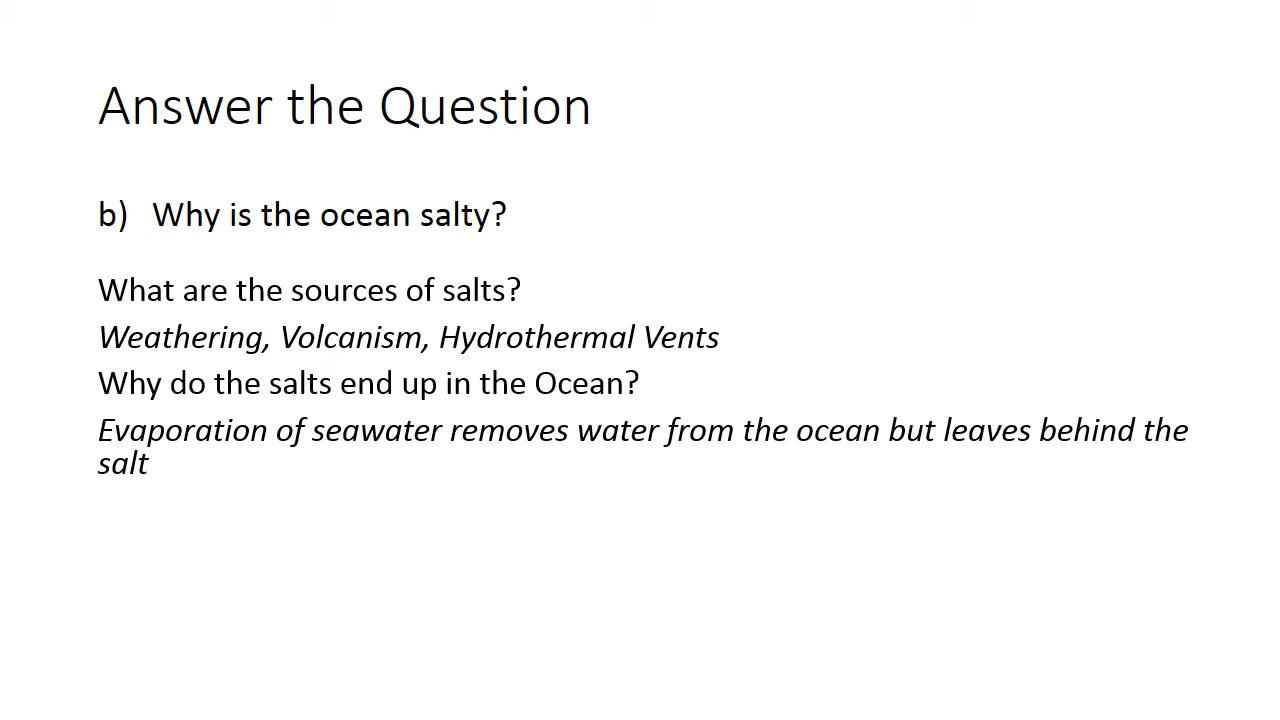 Answer the Question
b) Why is the ocean salty?
What are the sources of salts?
Weathering, Volcanism, Hydrothermal Vents
Why do the salts end up in the Ocean?
Evaporation of seawater removes water from the ocean but leaves behind the
salt